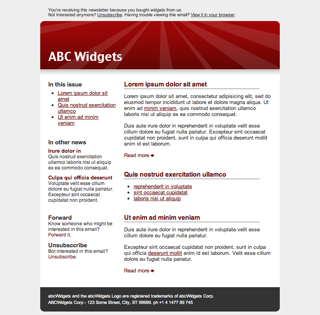 You're receiving this newsletter because you bought widgets from us.
Not interested anymore? Unsubscribe. Having trouble viewing this email? View it in your browser.
ABC Widgets
In this issue
Lorem ipsum dolor sit
amet
Quis nostrud exercitation
ullamco
Ut enim ad minim
veniam
In other news
Irure dolor in
Quis nostrud exercitation
ullamco laboris nisi ut aliquip
ex ea commodo consequat.
Culpa qui officia deserunt
Voluptate velit esse cillum
dolore eu fugiat nulla pariatur.
Excepteur sint occaecat
cupidatat non proident.
Forward
Know someone who might be
interested in this email?
Forward it.
Unsubsccribe
Not interested in this email?
Unsubscribe.
Lorem ipsum dolor sit amet
Lorem ipsum dolor sit amet, consectetur adipisicing elit, sed do
eiusmod tempor incididunt ut labore et dolore magna aliqua. Ut
enim ad minim veniam, quis nostrud exercitation ullamco laboris
nisi ut aliquip ex ea commodo consequat.
Duis aute irure dolor in reprehenderit in voluptate velit esse
cillum dolore eu fugiat nulla pariatur. Excepteur sint occaecat
cupidatat non proident, sunt in culpa qui officia deserunt mollit
anim id est laborum.
Read more
Quis nostrud exercitation ullamco
reprehenderit in voluptate
sint occaecat cupidatat
laboris nisi ut aliquip
Ut enim ad minim veniam
Duis aute irure dolor in reprehenderit in voluptate velit esse
cillum dolore eu fugiat nulla pariatur.
Excepteur sint occaecat cupidatat non proident, sunt in culpa
qui officia deserunt mollit anim id est laborum. Velit esse cillum
dolore eu fugiat nulla pariatur.
Read more
abcWidgets and the abcWidgets Logo are registered trademarks of abcWidgets Corp.
ABCWidgets Corp - 123 Some Street, City, ST 99999. ph +1 4 1477 89 745